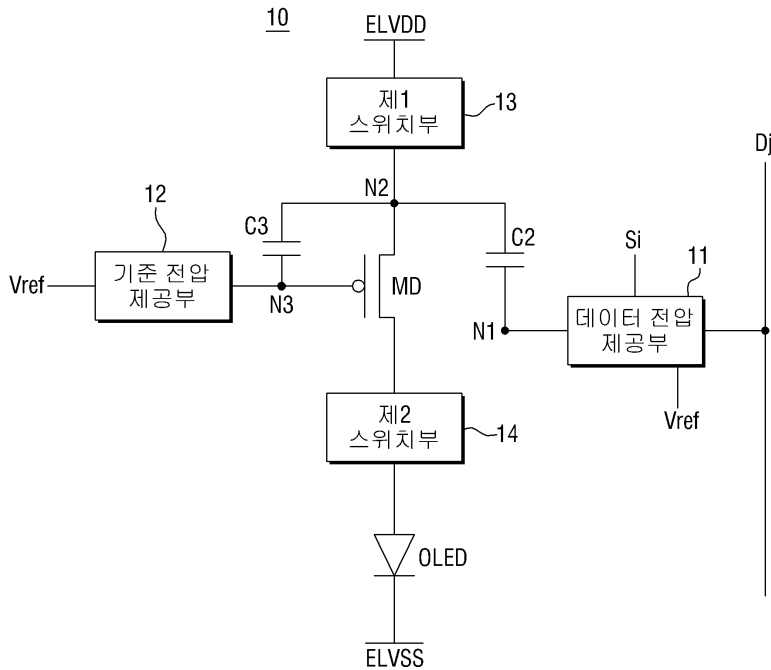 10
ELVDD
제1
스위치부
13
Dj
N2
12
C3
C2
Si
11
Vref
기준 전압
제공부
N3
MD
N1
데이터 전압
제공부
Vref
제2
스위치부
14
OLED
ELVSS